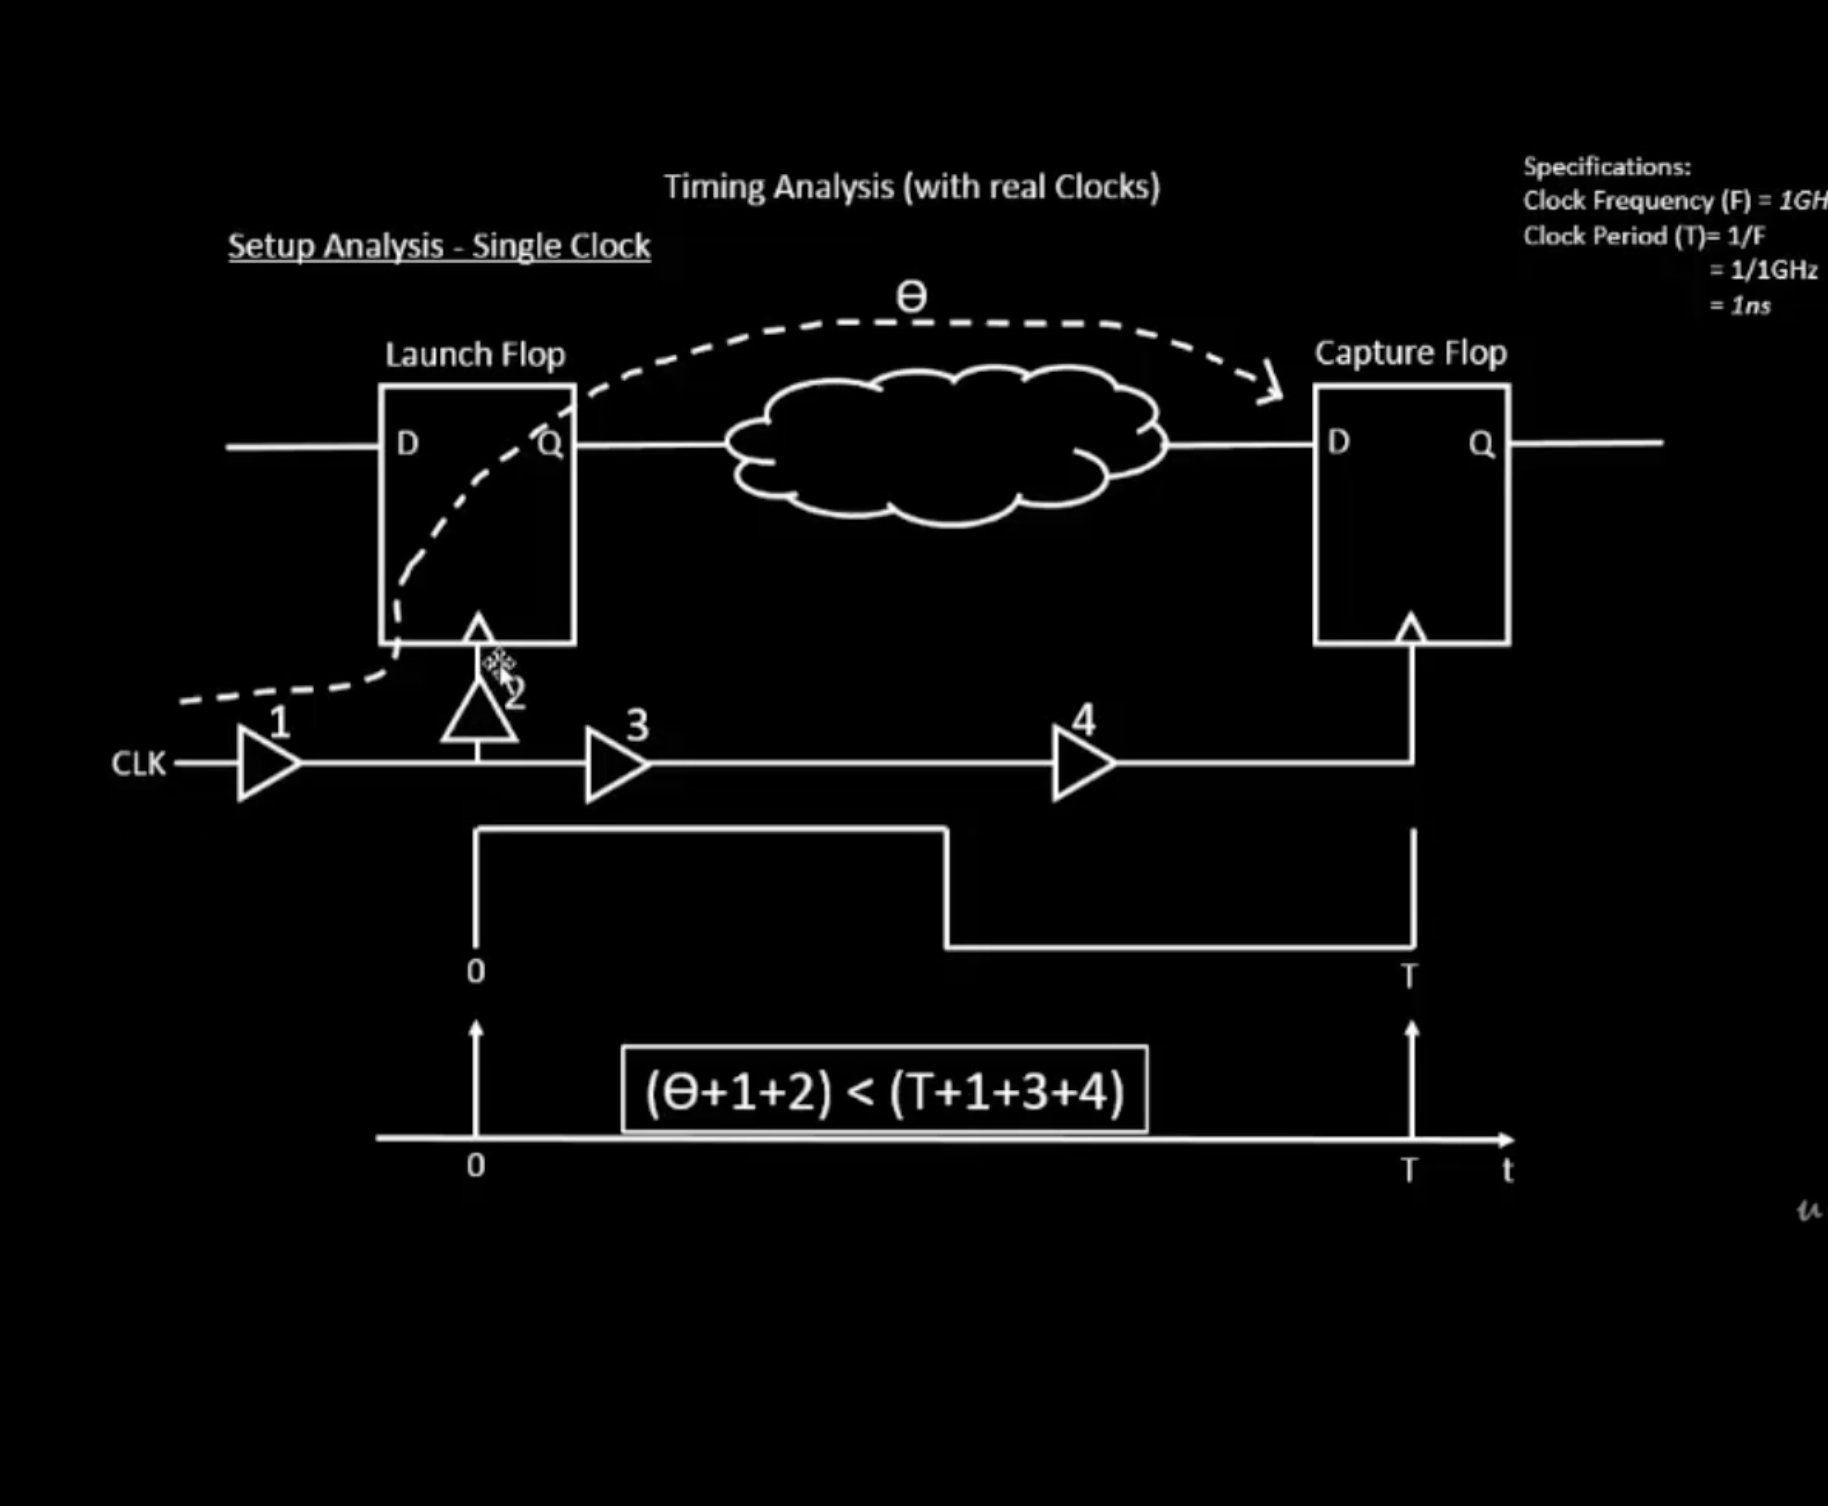 Timing Analysis (with real Clocks)
Specifications:
Clock Frequency (F) = 1GH
Clock Period (T)= 1/F
= 1/1GHz
= 1ns
Setup Analysis - Single Clock
Ɵ
Launch Flop
Capture Flop
D
Q
D
Q
2
1
3
4
CLK
0
T
(Ɵ+1+2) < (T+1+3+4)
0
T
t
u